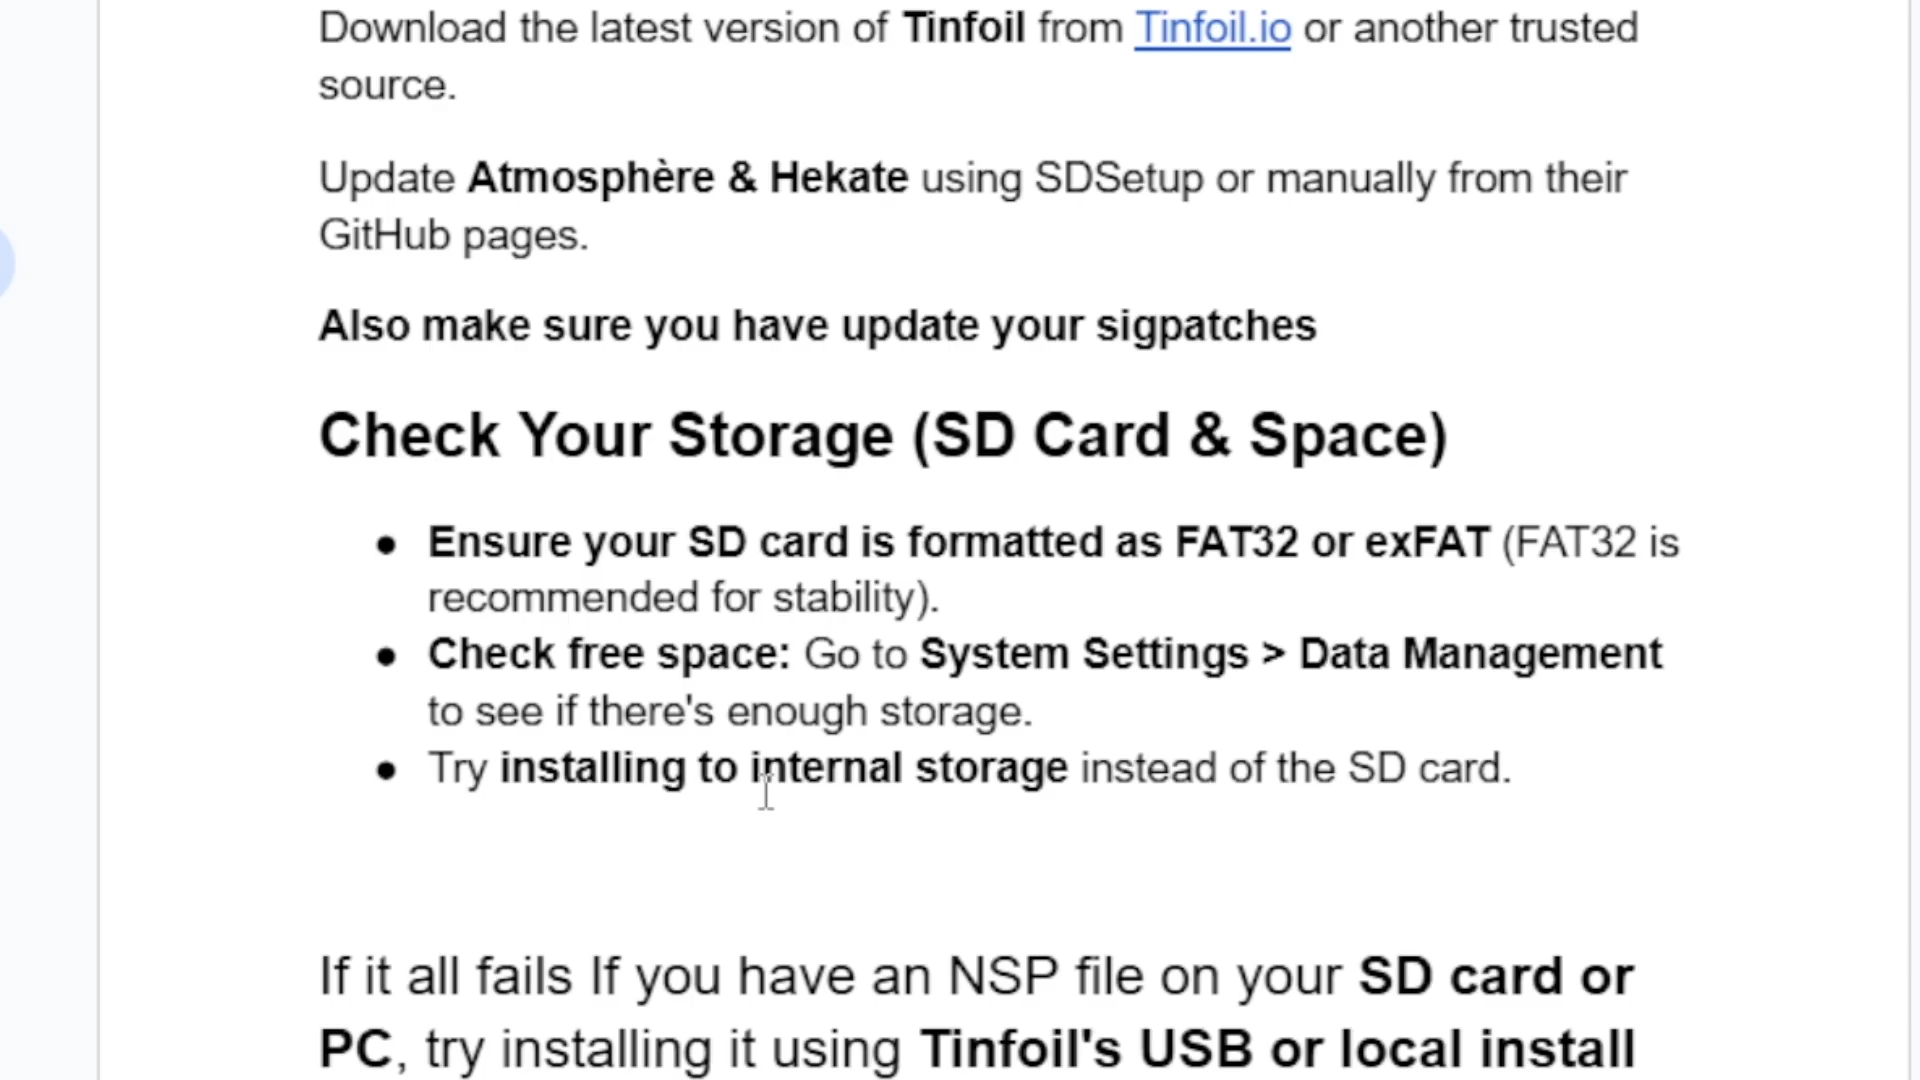 Download the latest version of Tinfoil from Tinfoil.io or another trusted
source.
Update Atmosphère & Hekate using SDSetup or manually from their
GitHub pages.
Also make sure you have update your sigpatches
Check Your Storage (SD Card & Space)
● Ensure your SD card is formatted as FAT32 or exFAT (FAT32 is
recommended for stability).
● Check free space: Go to System Settings > Data Management
to see if there's enough storage.
● Try installing to internal storage instead of the SD card.
If it all fails If you have an NSP file on your SD card or
PC, try installing it using Tinfoil's USB or local install